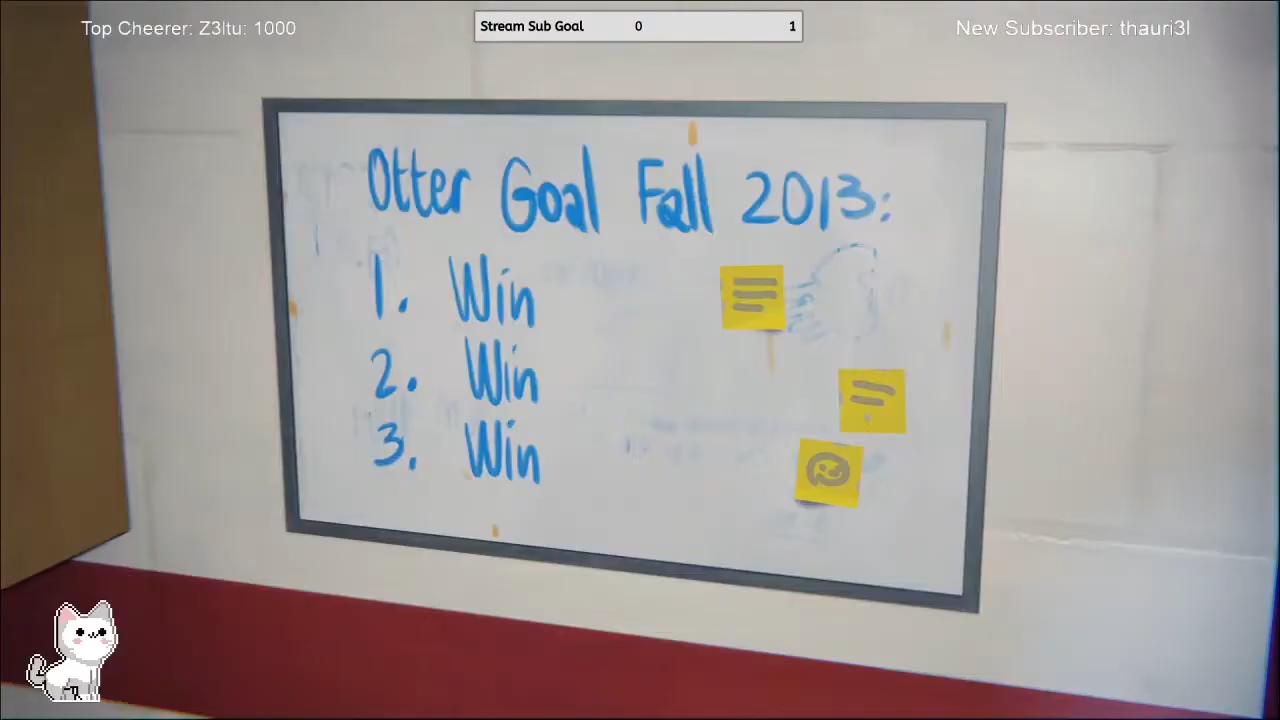 Top Cheerer: Z3ltu: 1000
Stream Sub Goal 0 1
New Subscriber: thauri3l
Otter Goal Fall 2013:
1. Win
2. Win
3. Win